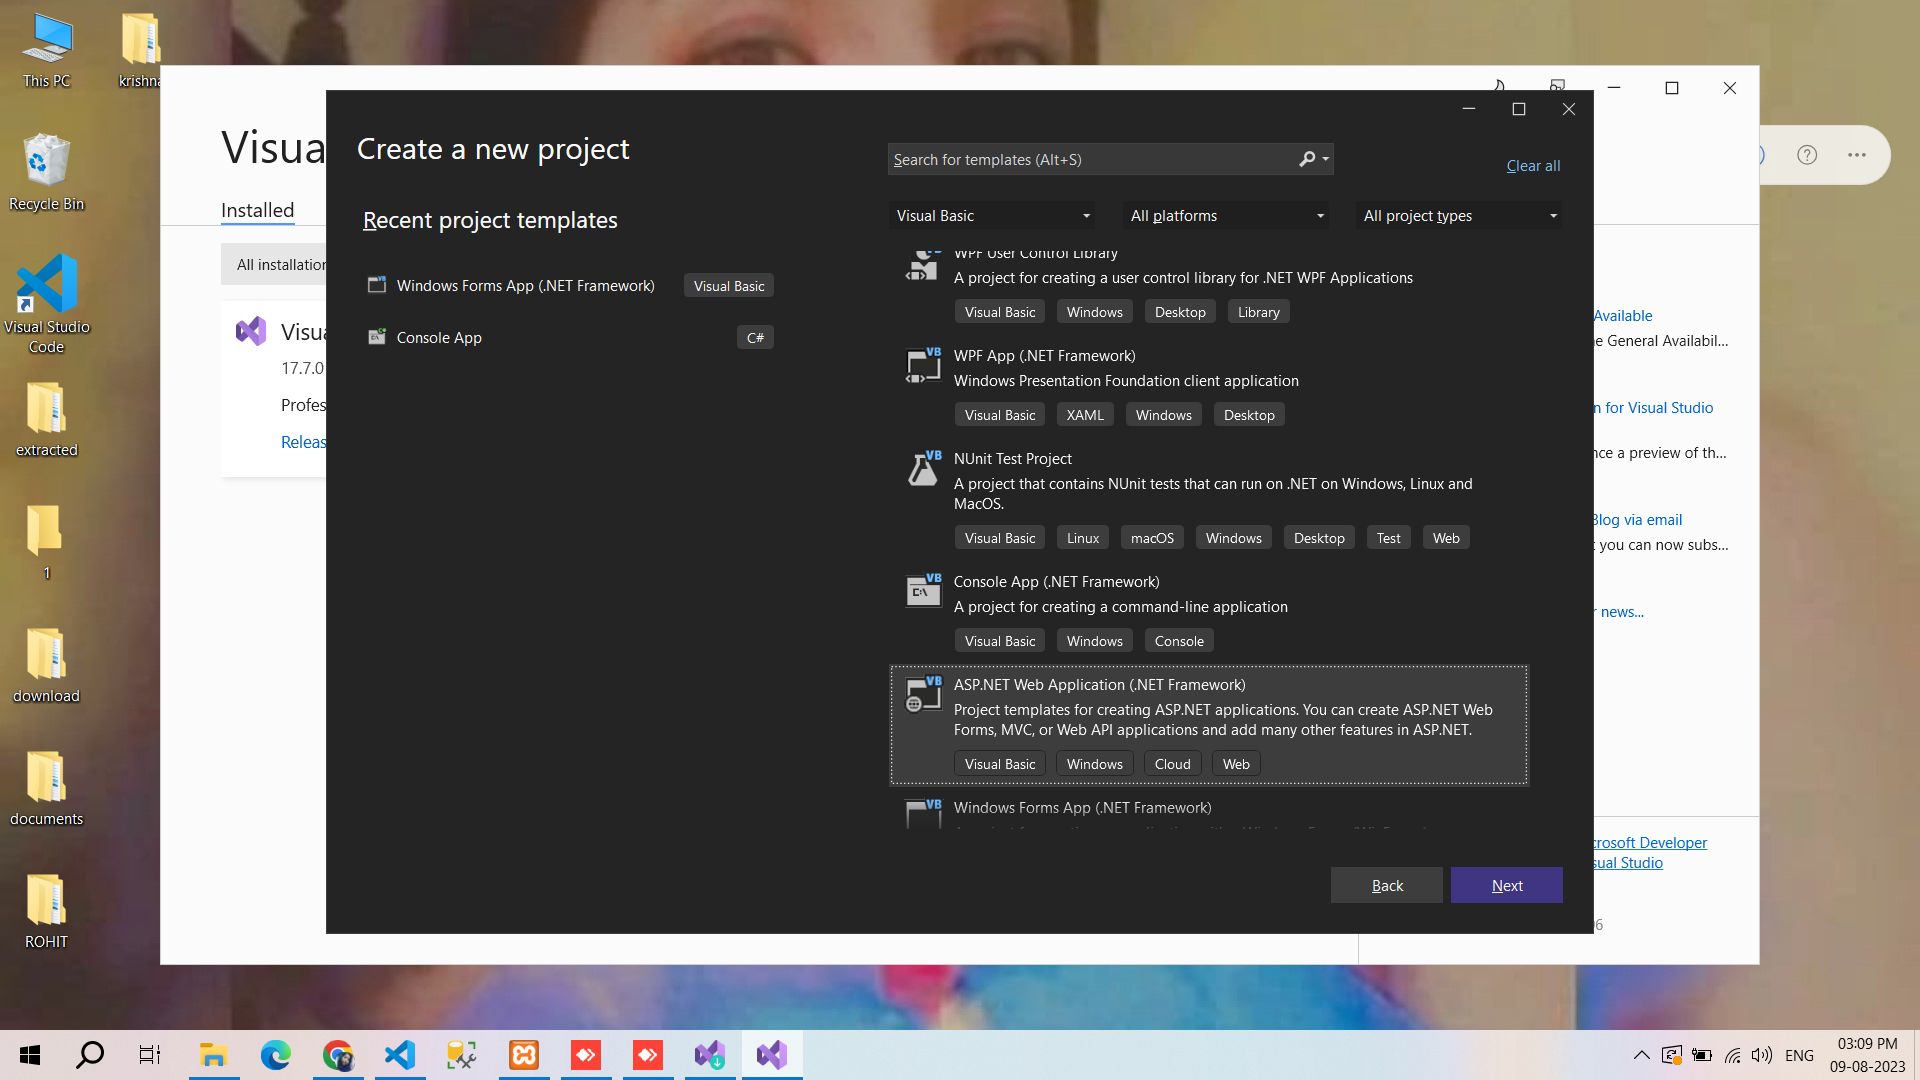 This PC
krishna
Recycle Bin
Visual Studio
Code
extracted
1
download
documents
ROHIT
Visua
Installed
All installation
Visua
17.7.0
Profes
Releas
Create a new project
Recent project templates
Windows Forms App (.NET Framework)
Visual Basic
Console App
C#
Search for templates (Alt+S)
Clear all
Visual Basic
All platforms
All project types
WPF User Control Library
A project for creating a user control library for .NET WPF Applications
Visual Basic Windows Desktop Library
VB
WPF App (.NET Framework)
Windows Presentation Foundation client application
Visual Basic XAML Windows Desktop
VB
NUnit Test Project
A project that contains NUnit tests that can run on .NET on Windows, Linux and
MacOS.
Visual Basic Linux macOS Windows Desktop Test Web
VB
Console App (.NET Framework)
A project for creating a command-line application
Visual Basic Windows Console
VB
ASP.NET Web Application (.NET Framework)
Project templates for creating ASP.NET applications. You can create ASP.NET Web
Forms, MVC, or Web API applications and add many other features in ASP.NET.
Visual Basic Windows Cloud Web
VB
Windows Forms App (.NET Framework)
Back
Next
Available
e General Availabil...
n for Visual Studio
nce a preview of th...
Blog via email
t you can now subs...
r news...
crosoft Developer
sual Studio
06
ENG
03:09 PM
09-08-2023